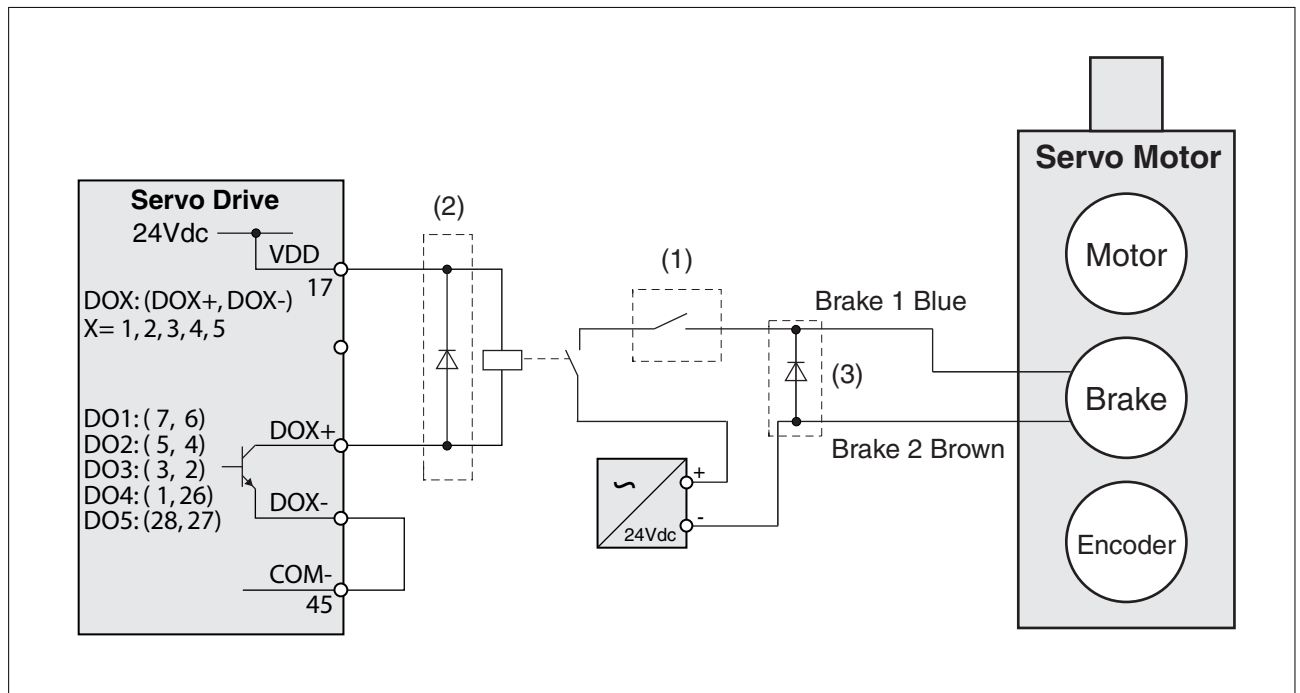 Servo Drive
24Vdc
VDD
17
DOX: (DOX+, DOX-)
X= 1, 2, 3, 4, 5
DO1: ( 7, 6)
DO2: ( 5, 4)
DO3: ( 3, 2)
DO4: ( 1, 26)
DO5: (28, 27)
DOX+
DOX-
COM-
45
(2)
(1)
Brake 1 Blue
(3)
Brake 2 Brown
+
-
24Vdc
Servo Motor
Motor
Brake
Encoder